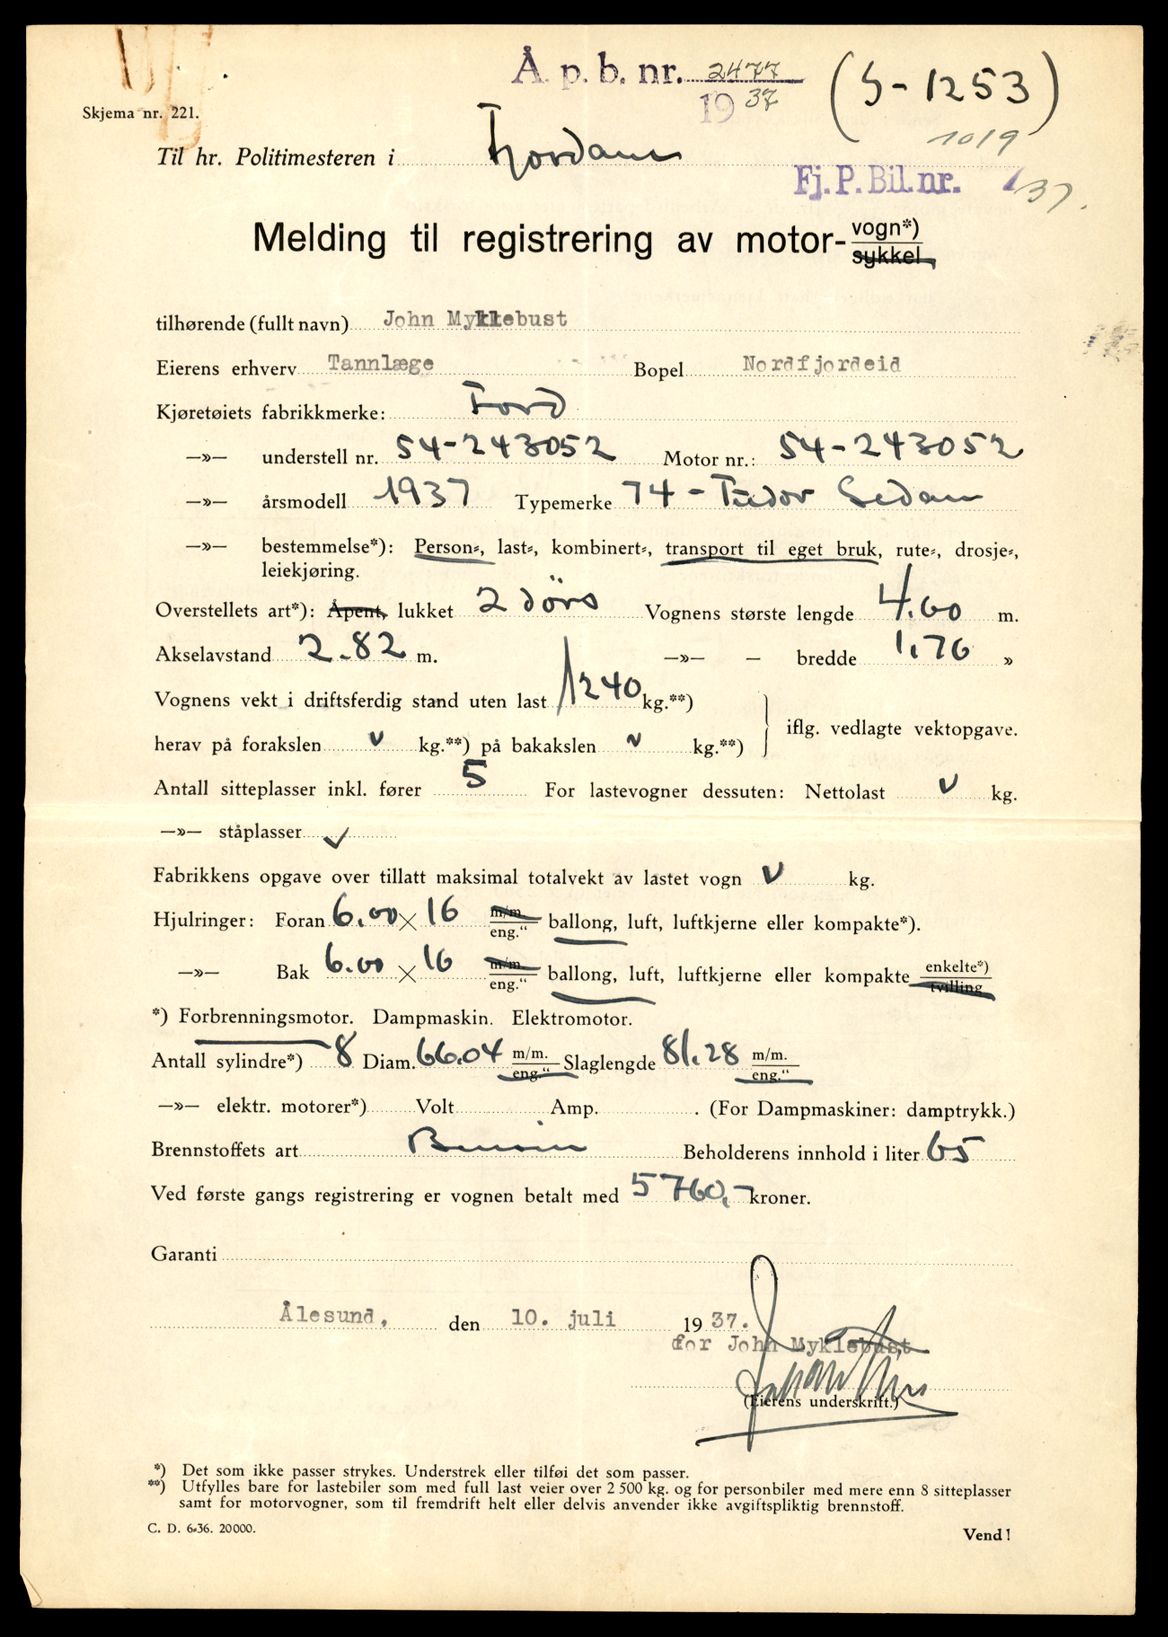 Å. p. b. nr. 2477
19 37
(S-1253)
Skjema nr. 221.
1019
Til hr. Politimesteren i Fjordane
Fj. P. Bil. nr. / 37.
Melding til registrering av motor- vogn*)
sykkel
tilhørende (fullt navn) John Myklebust
Eierens erhverv Tannlæge Bopel Nordfjordeid
Kjøretøiets fabrikkmerke: Ford
—»— understell nr. 54-243052 Motor nr.: 54-243052
—»— årsmodell 1937 Typemerke 74 - Tudor Sedan
—»— bestemmelse*): Person-, last-, kombinert-, transport til eget bruk, rute-, drosje-,
leiekjøring.
Overstellets art*): Åpent, lukket 2 dørs Vognens største lengde 4.60 m.
Akselavstand 2.82 m. —»— — bredde 1.76 »
Vognens vekt i driftsferdig stand uten last 1240 kg.**)
iflg. vedlagte vektopgave.
herav på forakslen v kg.**) på bakakslen v kg.**)
Antall sitteplasser inkl. fører 5 For lastevogner dessuten: Nettolast v kg.
—»— ståplasser ✓
Fabrikkens opgave over tillatt maksimal totalvekt av lastet vogn v kg.
Hjulringer: Foran 6.00 × 16 m/m. eng." ballong, luft, luftkjerne eller kompakte*).
—»— Bak 6.00 × 16 m/m. eng." ballong, luft, luftkjerne eller kompakte enkelte*) tvilling
*) Forbrenningsmotor. Dampmaskin. Elektromotor.
Antall sylindre*) 8 Diam. 66.04 m/m. eng." Slaglengde 81.28 m/m. eng."
—»— elektr. motorer*) Volt Amp. . (For Dampmaskiner: damptrykk.)
Brennstoffets art Bensin Beholderens innhold i liter 65
Ved første gangs registrering er vognen betalt med 5760,- kroner.
Garanti
Ålesund, den 10. juli 19 37.
for John Myklebust
(Eierens underskrift.)
*) Det som ikke passer strykes. Understrek eller tilføi det som passer.
**) Utfylles bare for lastebiler som med full last veier over 2 500 kg. og for personbiler med mere enn 8 sitteplasser
samt for motorvogner, som til fremdrift helt eller delvis anvender ikke avgiftspliktig brennstoff.
C. D. 6-36. 20000.
Vend!